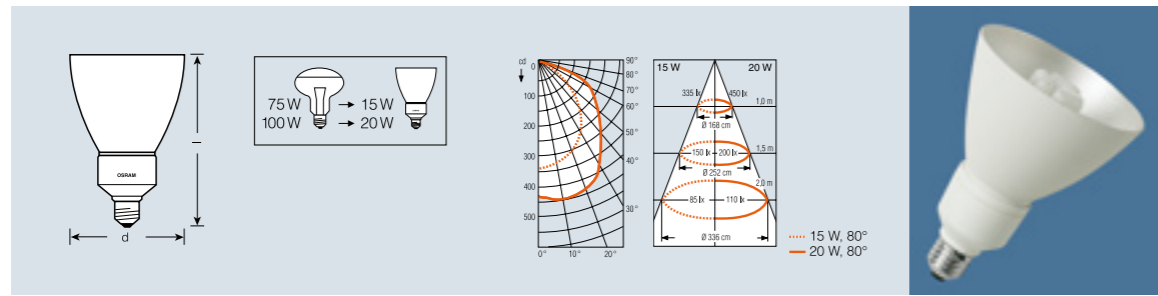 OSRAM
d
l
75 W → 15 W
100 W → 20 W
cd
0
100
200
300
400
500
90°
80°
70°
60°
50°
40°
30°
0° 10° 20°
15 W 20 W
335 lx 450 lx
1,0 m
Ø 168 cm
1,5 m
150 lx 200 lx
Ø 252 cm
2,0 m
85 lx 110 lx
Ø 336 cm
15 W, 80°
20 W, 80°